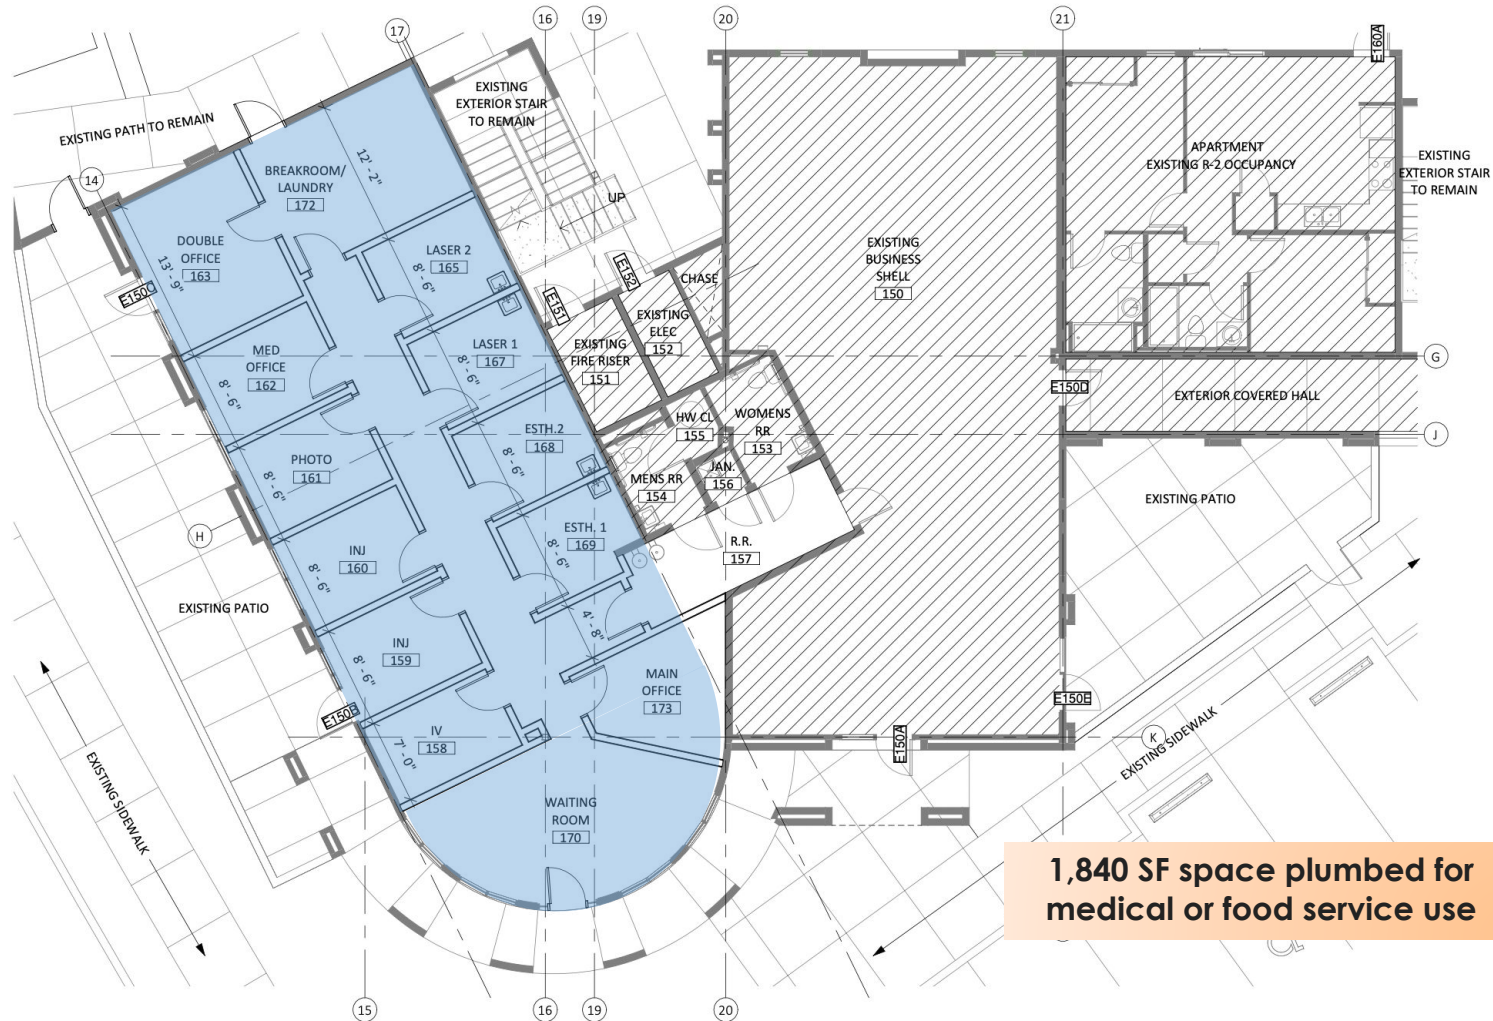 16
19
20
21
17
E160A
EXISTING
EXTERIOR STAIR
TO REMAIN
EXISTING PATH TO REMAIN
14
BREAKROOM/
LAUNDRY
172
12' - 2"
APARTMENT
EXISTING R-2 OCCUPANCY
EXISTING
EXTERIOR STAIR
TO REMAIN
UP
DOUBLE
OFFICE
163
13' - 9"
E150C
LASER 2
165
8' - 6"
EXISTING
BUSINESS
SHELL
150
E152
CHASE
E151
EXISTING
ELEC
152
EXISTING
FIRE RISER
151
MED
OFFICE
162
8' - 6"
LASER 1
167
8' - 6"
G
E150D
EXTERIOR COVERED HALL
J
HW CL
155
WOMENS
RR
153
ESTH.2
168
8' - 6"
PHOTO
161
8' - 6"
JAN.
156
MENS RR
154
EXISTING PATIO
H
ESTH. 1
169
8' - 6"
R.R.
157
INJ
160
8' - 6"
EXISTING PATIO
4' - 8"
INJ
159
8' - 6"
MAIN
OFFICE
173
E150B
IV
158
7' - 0"
E150E
E150A
K
EXISTING SIDEWALK
EXISTING SIDEWALK
WAITING
ROOM
170
1,840 SF space plumbed for
medical or food service use
15
16
19
20